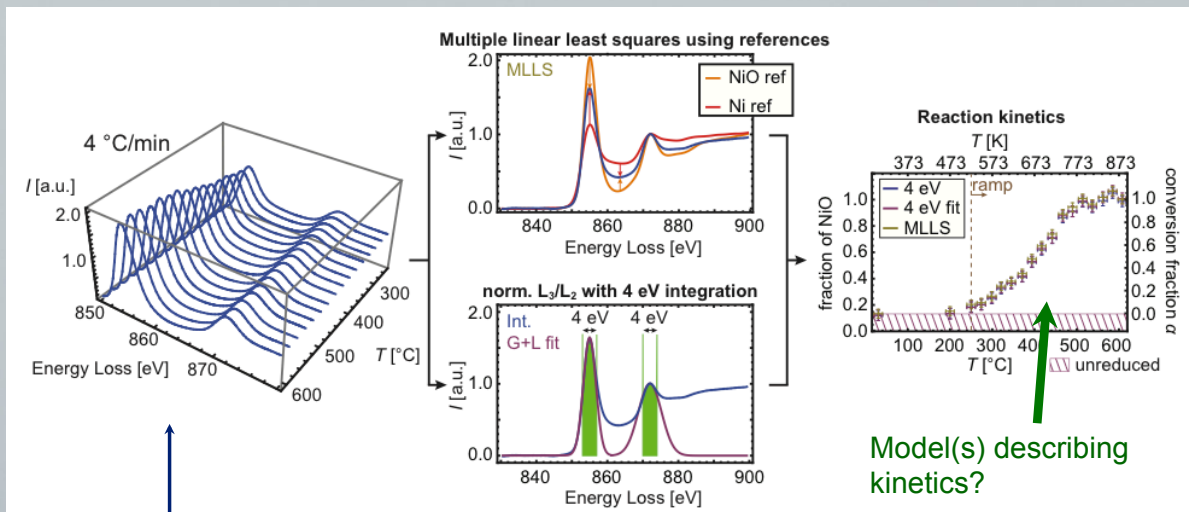 4 °C/min
I [a.u.]
2.0
1.0
850
860
870
Energy Loss [eV]
300
400
500
600
T [°C]
Multiple linear least squares using references
MLLS
NiO ref
Ni ref
I [a.u.]
2.0
1.0
0.0
840
860
880
900
Energy Loss [eV]
norm. L₃/L₂ with 4 eV integration
4 eV
4 eV
Int.
G+L fit
I [a.u.]
2.0
1.0
0.0
840
860
880
900
Energy Loss [eV]
Reaction kinetics
T [K]
373 473 573 673 773 873
4 eV
4 eV fit
MLLS
ramp
fraction of NiO
1.0
0.8
0.6
0.4
0.2
0.0
conversion fraction α
1.0
0.8
0.6
0.4
0.2
0.0
100 200 300 400 500 600
T [°C]
unreduced
Model(s) describing
kinetics?